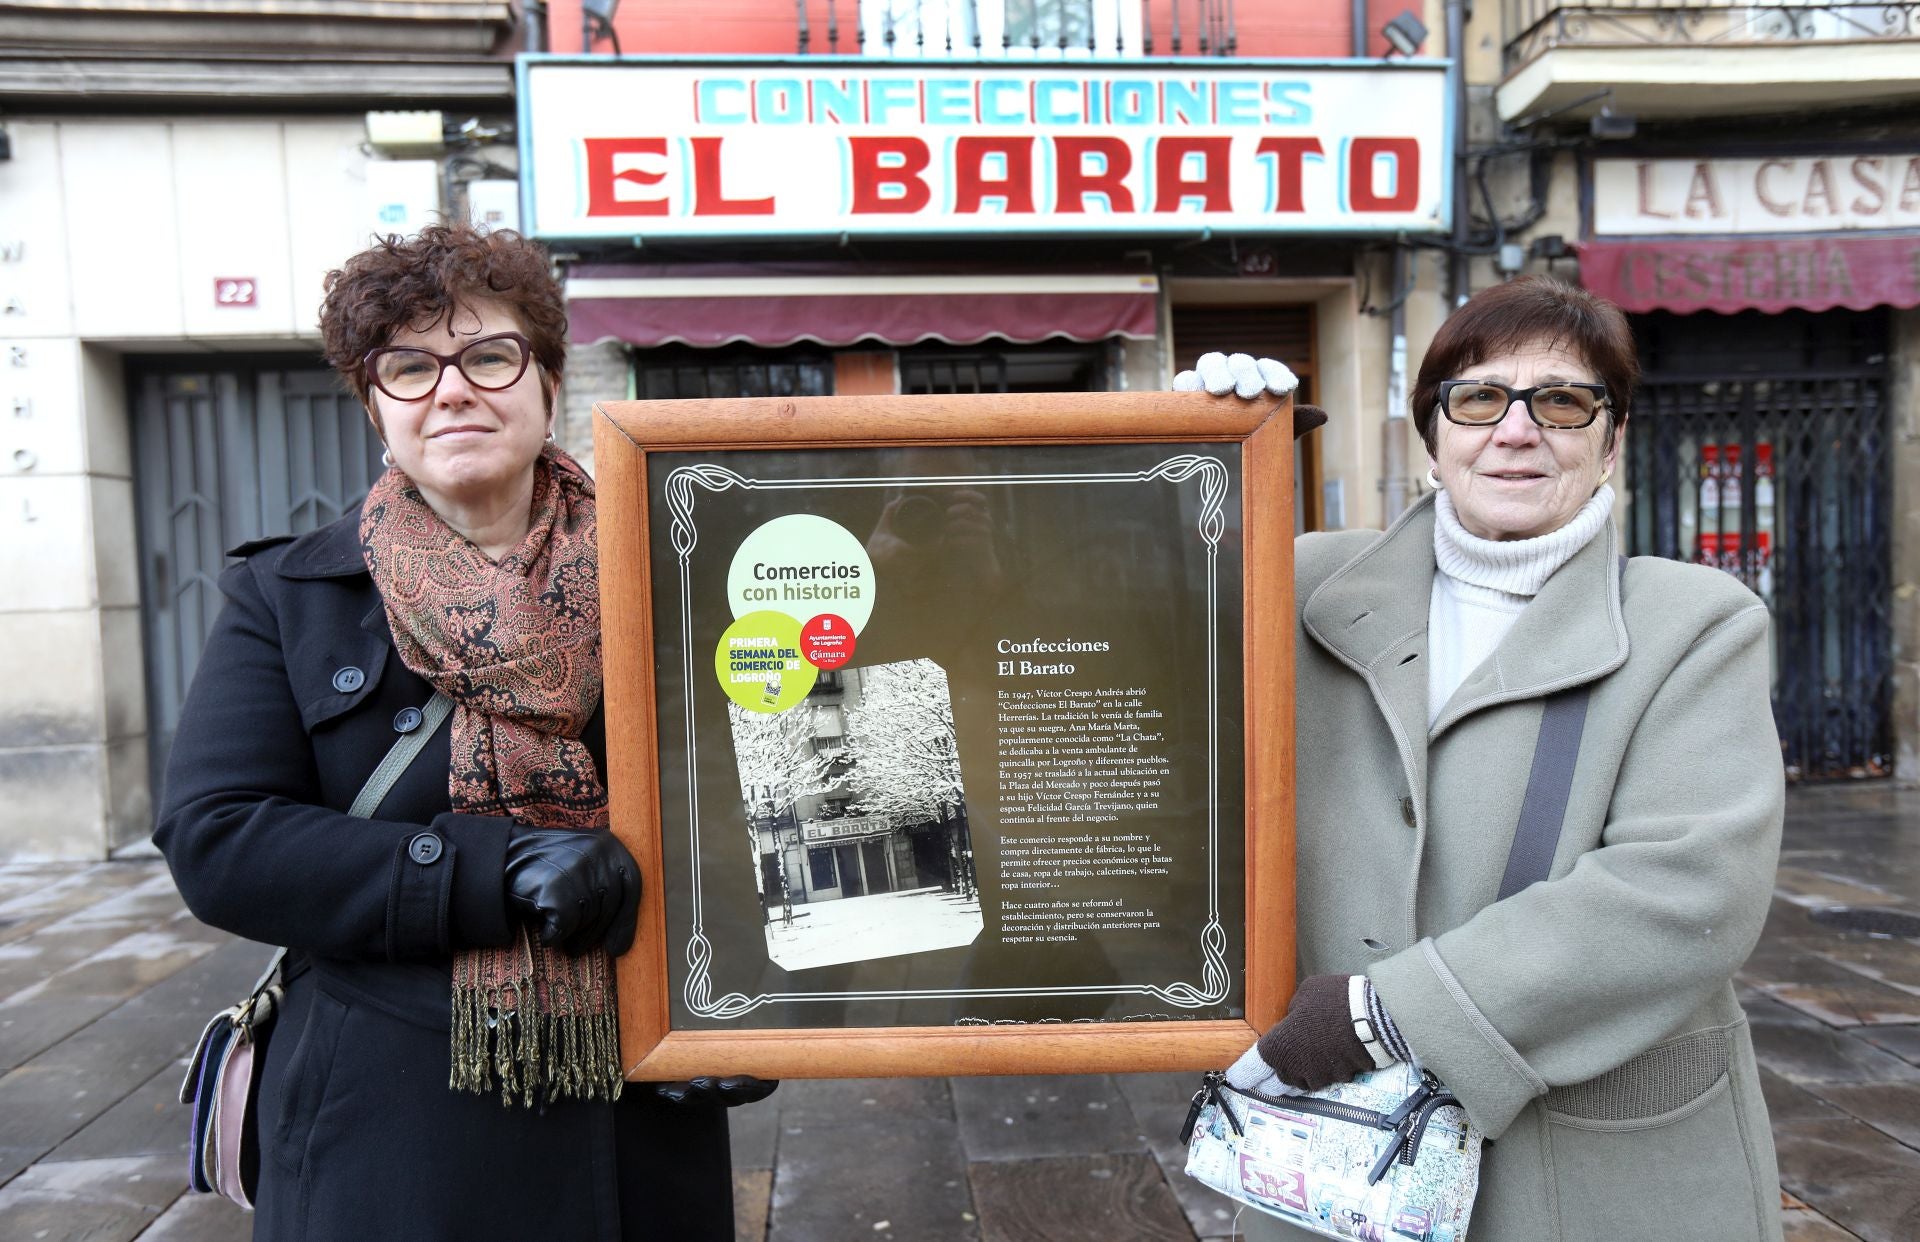 CONFECCIONES
EL BARATO
LA CASA
CESTERÍA
22
23
WARHOL
Comercios
con historia
PRIMERA
SEMANA DEL
COMERCIO DE
LOGROÑO
Ayuntamiento
de Logroño
Cámara
La Rioja
EL BARATO
Confecciones
El Barato
En 1947, Víctor Crespo Andrés abrió
“Confecciones El Barato” en la calle
Herrerías. La tradición le venía de familia
ya que su suegra, Ana María Marta,
popularmente conocida como “La Chata”,
se dedicaba a la venta ambulante de
quincalla por Logroño y diferentes pueblos.
En 1957 se trasladó a la actual ubicación en
la Plaza del Mercado y poco después pasó
a su hijo Víctor Crespo Fernández y a su
esposa Felicidad García Trevijano, quien
continúa al frente del negocio.
Este comercio responde a su nombre y
compra directamente de fábrica, lo que le
permite ofrecer precios económicos en batas
de casa, ropa de trabajo, calcetines, viseras,
ropa interior…
Hace cuatro años se reformó el
establecimiento, pero se conservaron la
decoración y distribución anteriores para
respetar su esencia.